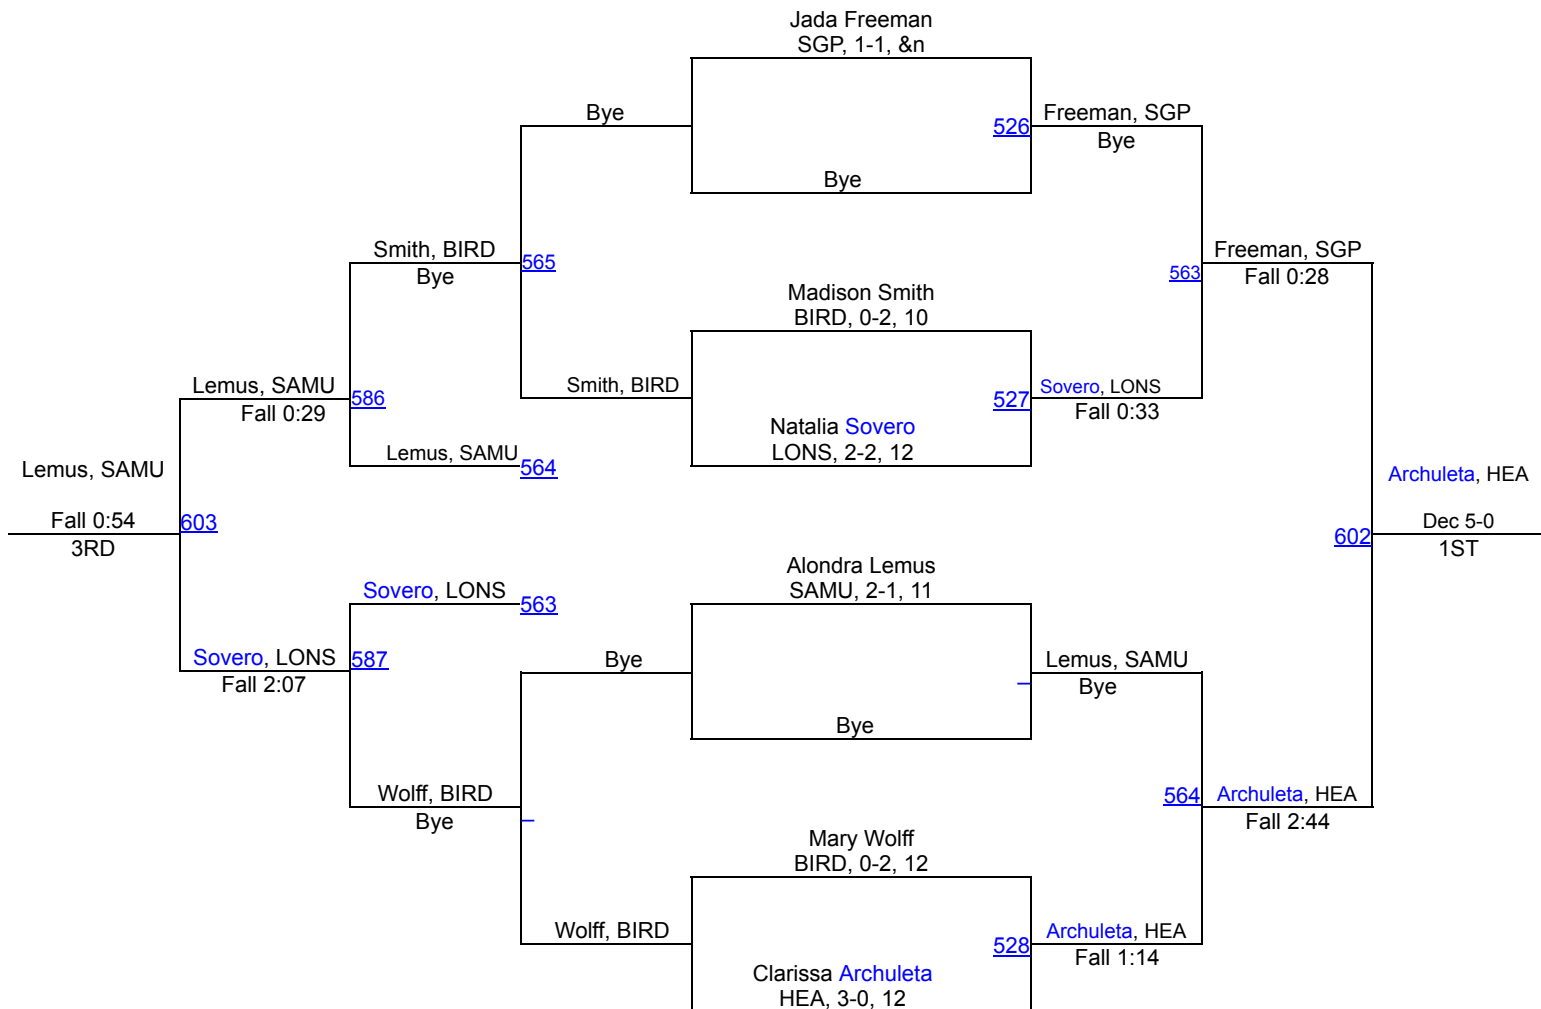 Jada Freeman
SGP, 1-1, &n
Bye
526
Freeman, SGP
Bye
Bye
Smith, BIRD
Bye
565
Freeman, SGP
Fall 0:28
563
Madison Smith
BIRD, 0-2, 10
Lemus, SAMU
Fall 0:29
586
Smith, BIRD
527
Sovero, LONS
Fall 0:33
Natalia Sovero
LONS, 2-2, 12
Lemus, SAMU
564
Lemus, SAMU
Fall 0:54
3RD
603
Archuleta, HEA
Dec 5-0
1ST
602
Alondra Lemus
SAMU, 2-1, 11
Sovero, LONS
563
Sovero, LONS
Fall 2:07
587
Bye
Lemus, SAMU
Bye
Bye
Wolff, BIRD
Bye
564
Archuleta, HEA
Fall 2:44
Mary Wolff
BIRD, 0-2, 12
Wolff, BIRD
528
Archuleta, HEA
Fall 1:14
Clarissa Archuleta
HEA, 3-0, 12